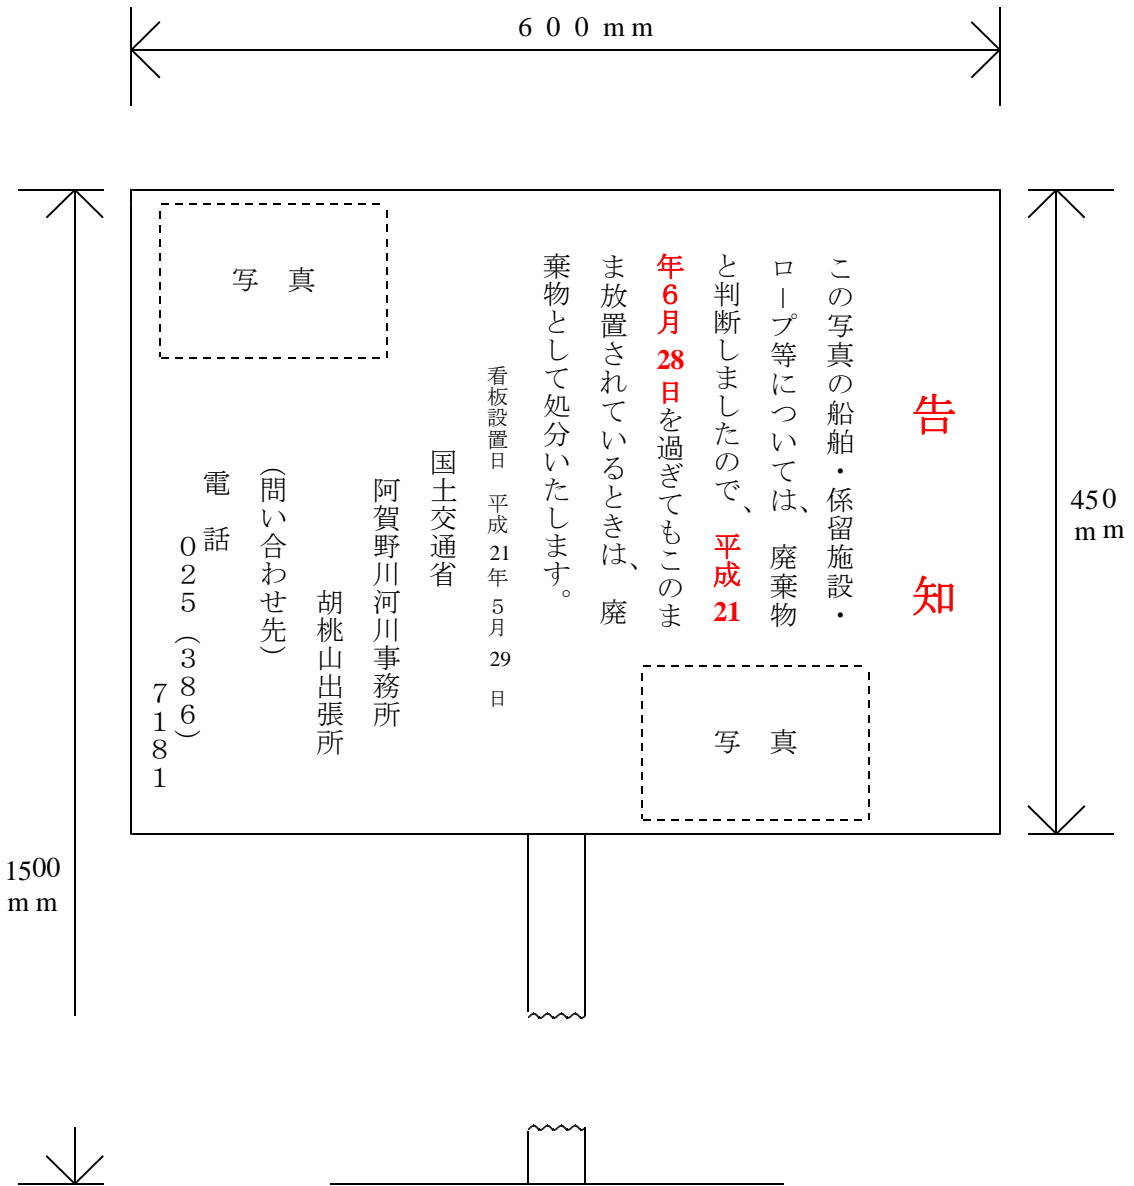 ６００mm
告知
この写真の船舶・係留施設・
ロープ等については、廃棄物
と判断しましたので、平成21
年６月28日を過ぎてもこのま
ま放置されているときは、廃
棄物として処分いたします。
看板設置日　平成21年５月29日
国土交通省
阿賀野川河川事務所
胡桃山出張所
（問い合わせ先）
電　話
０２５（３８６）
７１８１
写　真
写　真
450
mm
1500
mm